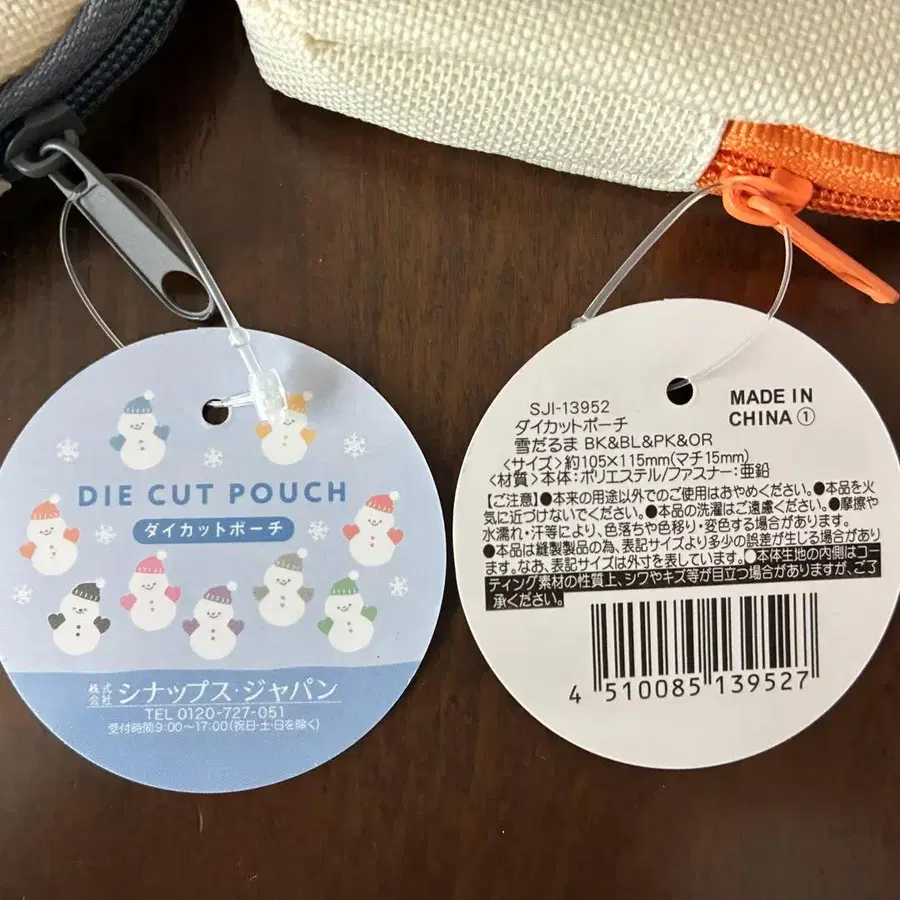 DIE CUT POUCH
ダイカットポーチ
株式会社 シナップス・ジャパン
TEL 0120-727-051
受付時間9:00〜17:00(祝日・土・日を除く)
SJI-13952
ダイカットポーチ
雪だるま BK&BL&PK&OR
MADE IN
CHINA ①
<サイズ>約105×115mm(マチ15mm)
<材質>本体:ポリエステル/ファスナー:亜鉛
【ご注意】●本来の用途以外でのご使用はおやめください。●本品を火
気に近づけないでください。●本品の洗濯はご遠慮ください。●摩擦や
水濡れ・汗等により、色落ちや色移り・変色する場合があります。
●本品は縫製製品の為、表記サイズより多少の誤差が生じる場合があり
ます。なお、表記サイズは外寸を表しています。○本体生地の内側はコー
ティング素材の性質上、シワやキズ等が目立つ場合がありますが、ご了
承ください。
4 510085 139527